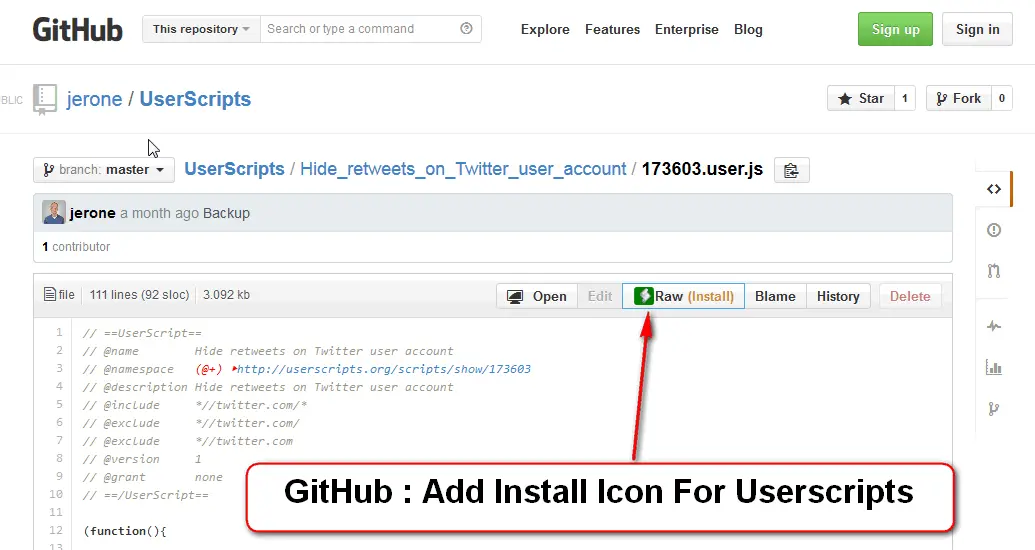 GitHub This repository Search or type a command Explore Features Enterprise Blog Sign up Sign in
BLIC jerone / UserScripts Star 1 Fork 0
branch: master UserScripts / Hide_retweets_on_Twitter_user_account / 173603.user.js
jerone a month ago Backup
1 contributor
file 111 lines (92 sloc) 3.092 kb Open Edit Raw (Install) Blame History Delete
1 // ==UserScript==
2 // @name Hide retweets on Twitter user account
3 // @namespace (@+) ‣http://userscripts.org/scripts/show/173603
4 // @description Hide retweets on Twitter user account
5 // @include *//twitter.com/*
6 // @exclude *//twitter.com/
7 // @exclude *//twitter.com
8 // @version 1
9 // @grant none
10 // ==/UserScript==
11
12 (function(){
13
GitHub : Add Install Icon For Userscripts